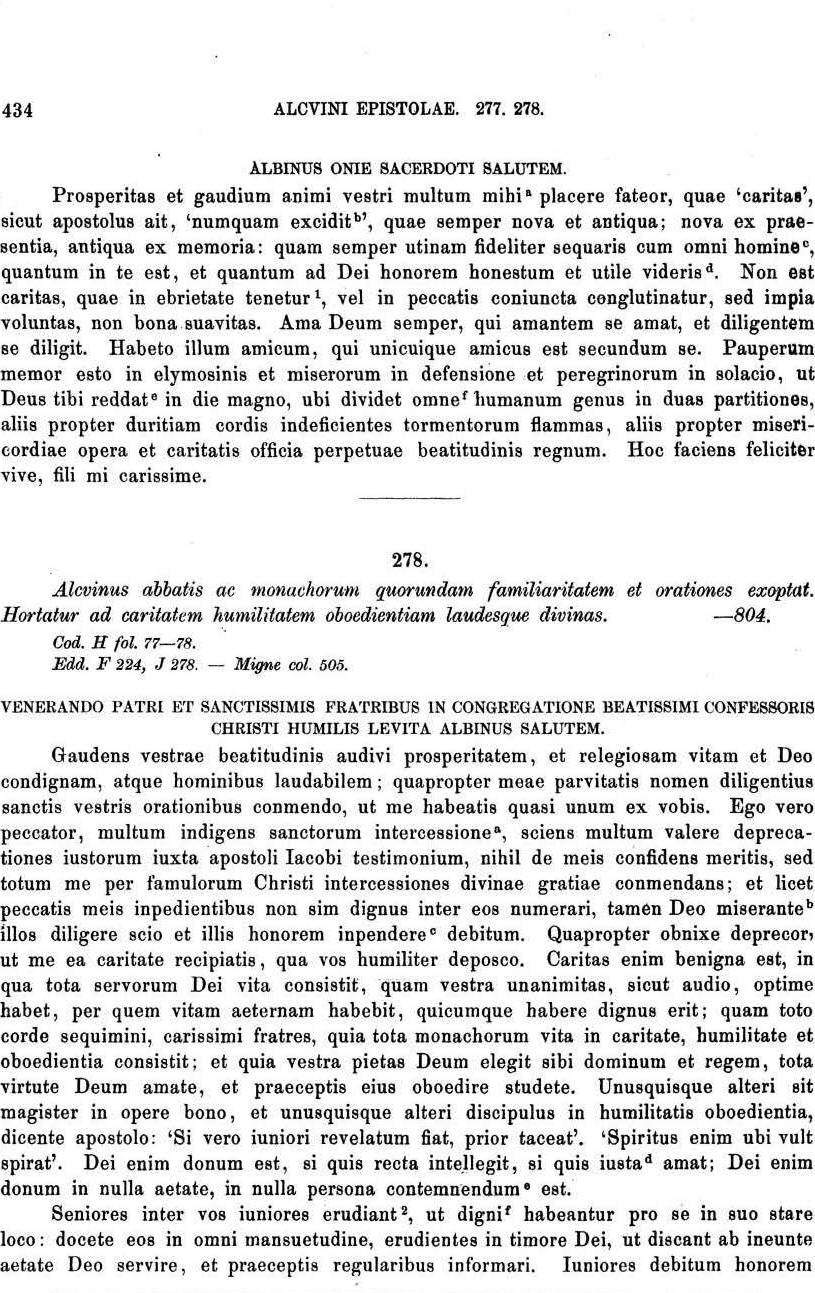 434 ALCVINI EPISTOLAE. 277. 278.
ALBINUS ONIE SACERDOTI SALUTEM.
Prosperitas et gaudium animi vestri multum mihi a placere fateor, quae ‘caritas’,
sicut apostolus ait, ‘numquam excidit b’, quae semper nova et antiqua; nova ex prae-
sentia, antiqua ex memoria: quam semper utinam fideliter sequaris cum omni homine c,
quantum in te est, et quantum ad Dei honorem honestum et utile videris d. Non est
caritas, quae in ebrietate tenetur 1, vel in peccatis coniuncta conglutinatur, sed impia
voluntas, non bona suavitas. Ama Deum semper, qui amantem se amat, et diligentem
se diligit. Habeto illum amicum, qui unicuique amicus est secundum se. Pauperum
memor esto in elymosinis et miserorum in defensione et peregrinorum in solacio, ut
Deus tibi reddat e in die magno, ubi dividet omne f humanum genus in duas partitiones,
aliis propter duritiam cordis indeficientes tormentorum flammas, aliis propter miseri-
cordiae opera et caritatis officia perpetuae beatitudinis regnum. Hoc faciens feliciter
vive, fili mi carissime.
278.
Alcvinus abbatis ac monachorum quorundam familiaritatem et orationes exoptat.
Hortatur ad caritatem humilitatem oboedientiam laudesque divinas. —804.
Cod. H fol. 77—78.
Edd. F 224, J 278. — Migne col. 505.
VENERANDO PATRI ET SANCTISSIMIS FRATRIBUS IN CONGREGATIONE BEATISSIMI CONFESSORIS
CHRISTI HUMILIS LEVITA ALBINUS SALUTEM.
Gaudens vestrae beatitudinis audivi prosperitatem, et relegiosam vitam et Deo
condignam, atque hominibus laudabilem; quapropter meae parvitatis nomen diligentius
sanctis vestris orationibus conmendo, ut me habeatis quasi unum ex vobis. Ego vero
peccator, multum indigens sanctorum intercessione a, sciens multum valere depreca-
tiones iustorum iuxta apostoli Iacobi testimonium, nihil de meis confidens meritis, sed
totum me per famulorum Christi intercessiones divinae gratiae conmendans; et licet
peccatis meis inpedientibus non sim dignus inter eos numerari, tamen Deo miserante b
illos diligere scio et illis honorem inpendere c debitum. Quapropter obnixe deprecor,
ut me ea caritate recipiatis, qua vos humiliter deposco. Caritas enim benigna est, in
qua tota servorum Dei vita consistit, quam vestra unanimitas, sicut audio, optime
habet, per quem vitam aeternam habebit, quicumque habere dignus erit; quam toto
corde sequimini, carissimi fratres, quia tota monachorum vita in caritate, humilitate et
oboedientia consistit; et quia vestra pietas Deum elegit sibi dominum et regem, tota
virtute Deum amate, et praeceptis eius oboedire studete. Unusquisque alteri sit
magister in opere bono, et unusquisque alteri discipulus in humilitatis oboedientia,
dicente apostolo: ‘Si vero iuniori revelatum fiat, prior taceat’. ‘Spiritus enim ubi vult
spirat’. Dei enim donum est, si quis recta intellegit, si quis iusta d amat; Dei enim
donum in nulla aetate, in nulla persona contemnendum e est.
Seniores inter vos iuniores erudiant 2, ut digni f habeantur pro se in suo stare
loco: docete eos in omni mansuetudine, erudientes in timore Dei, ut discant ab ineunte
aetate Deo servire, et praeceptis regularibus informari. Iuniores debitum honorem